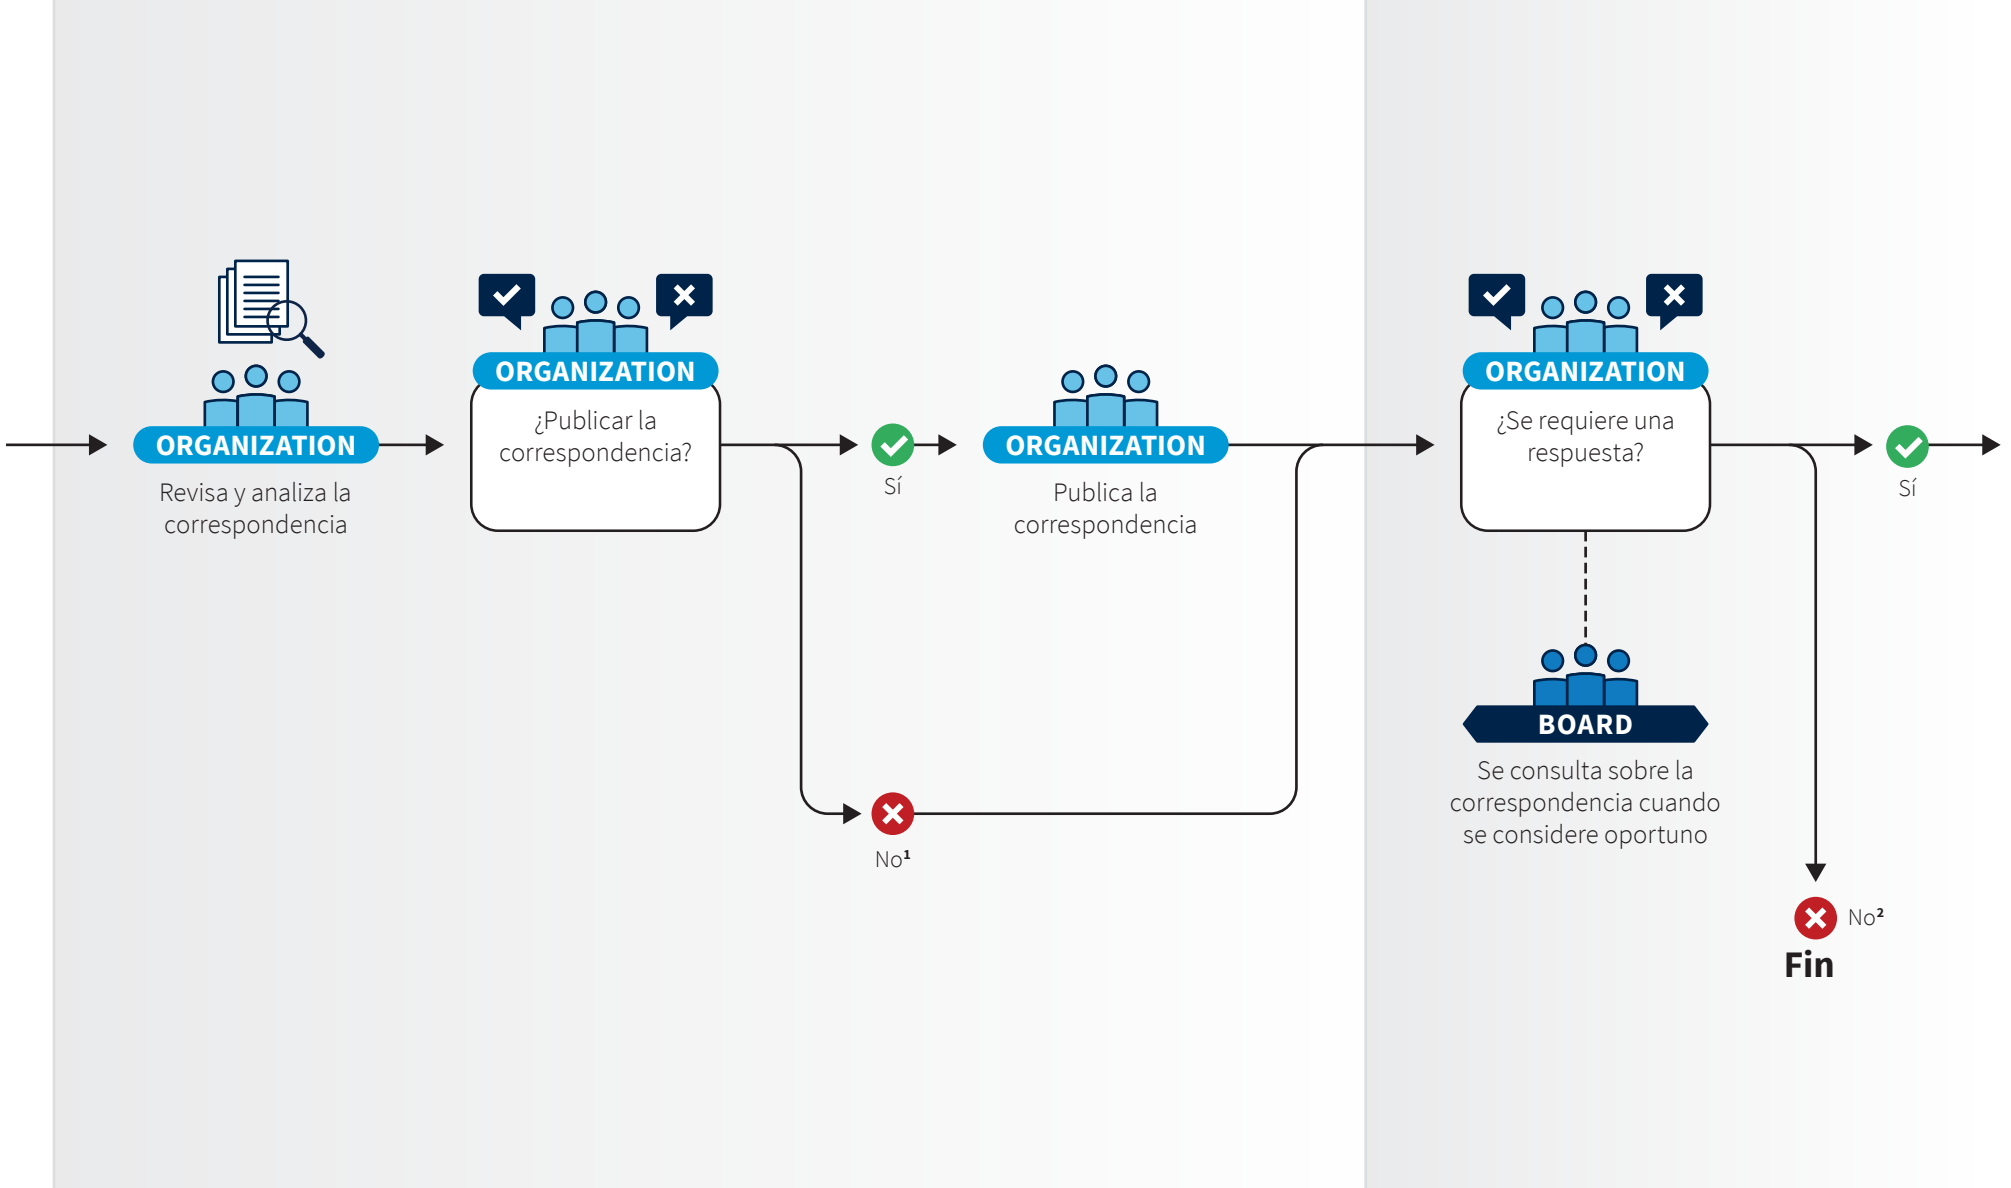 ORGANIZATION
Revisa y analiza la
correspondencia
ORGANIZATION
¿Publicar la
correspondencia?
Sí
No¹
ORGANIZATION
Publica la
correspondencia
ORGANIZATION
¿Se requiere una
respuesta?
BOARD
Se consulta sobre la
correspondencia cuando
se considere oportuno
Sí
No²
Fin